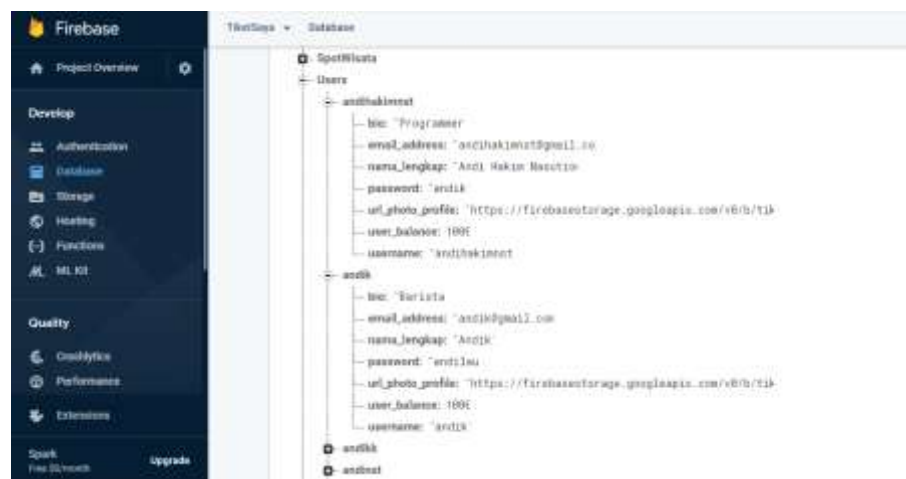 Firebase
Project Overview
Develop
Authentication
Database
Storage
Hosting
Functions
ML Kit
Quality
Crashlytics
Performance
Extensions
Spark
Free $0/month
Upgrade
TiketSaya
Database
SpotWisata
Users
andihakimnst
bio: "Programmer
email_address: "andihakimnst@gmail.co
nama_lengkap: "Andi Hakim Nasution
password: "andik
url_photo_profile: "https://firebasestorage.googleapis.com/v0/b/tik
user_balance:
username: "andihakimnst
andik
bio: "Barista
email_address: "andik@gmail.com
nama_lengkap: "Andik
password: "andilau
url_photo_profile: "https://firebasestorage.googleapis.com/v0/b/tik
user_balance:
username: "andik
andikk
andinst